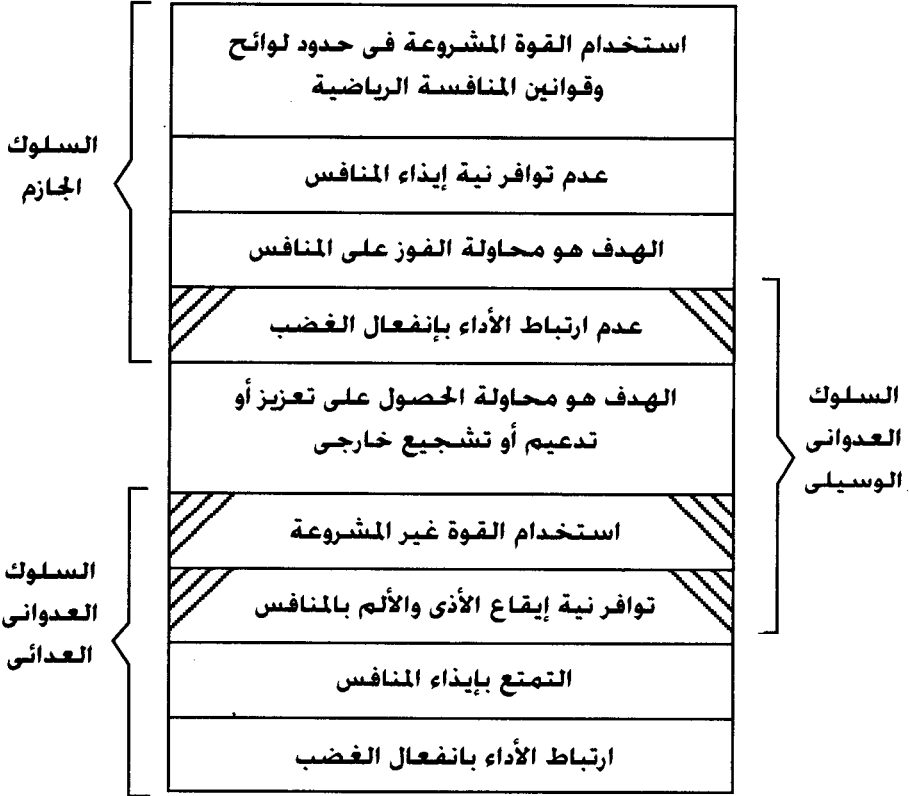 استخدام القوة المشروعة فى حدود لوائح
وقوانين المنافسة الرياضية
عدم توافر نية إيذاء المنافس
الهدف هو محاولة الفوز على المنافس
عدم ارتباط الأداء بإنفعال الغضب
الهدف هو محاولة الحصول على تعزيز أو
تدعيم أو تشجيع خارجى
استخدام القوة غير المشروعة
توافر نية إيقاع الأذى والألم بالمنافس
التمتع بإيذاء المنافس
ارتباط الأداء بانفعال الغضب
السلوك
الجازم
السلوك
العدوانى
الوسيلى
السلوك
العدوانى
العدائى